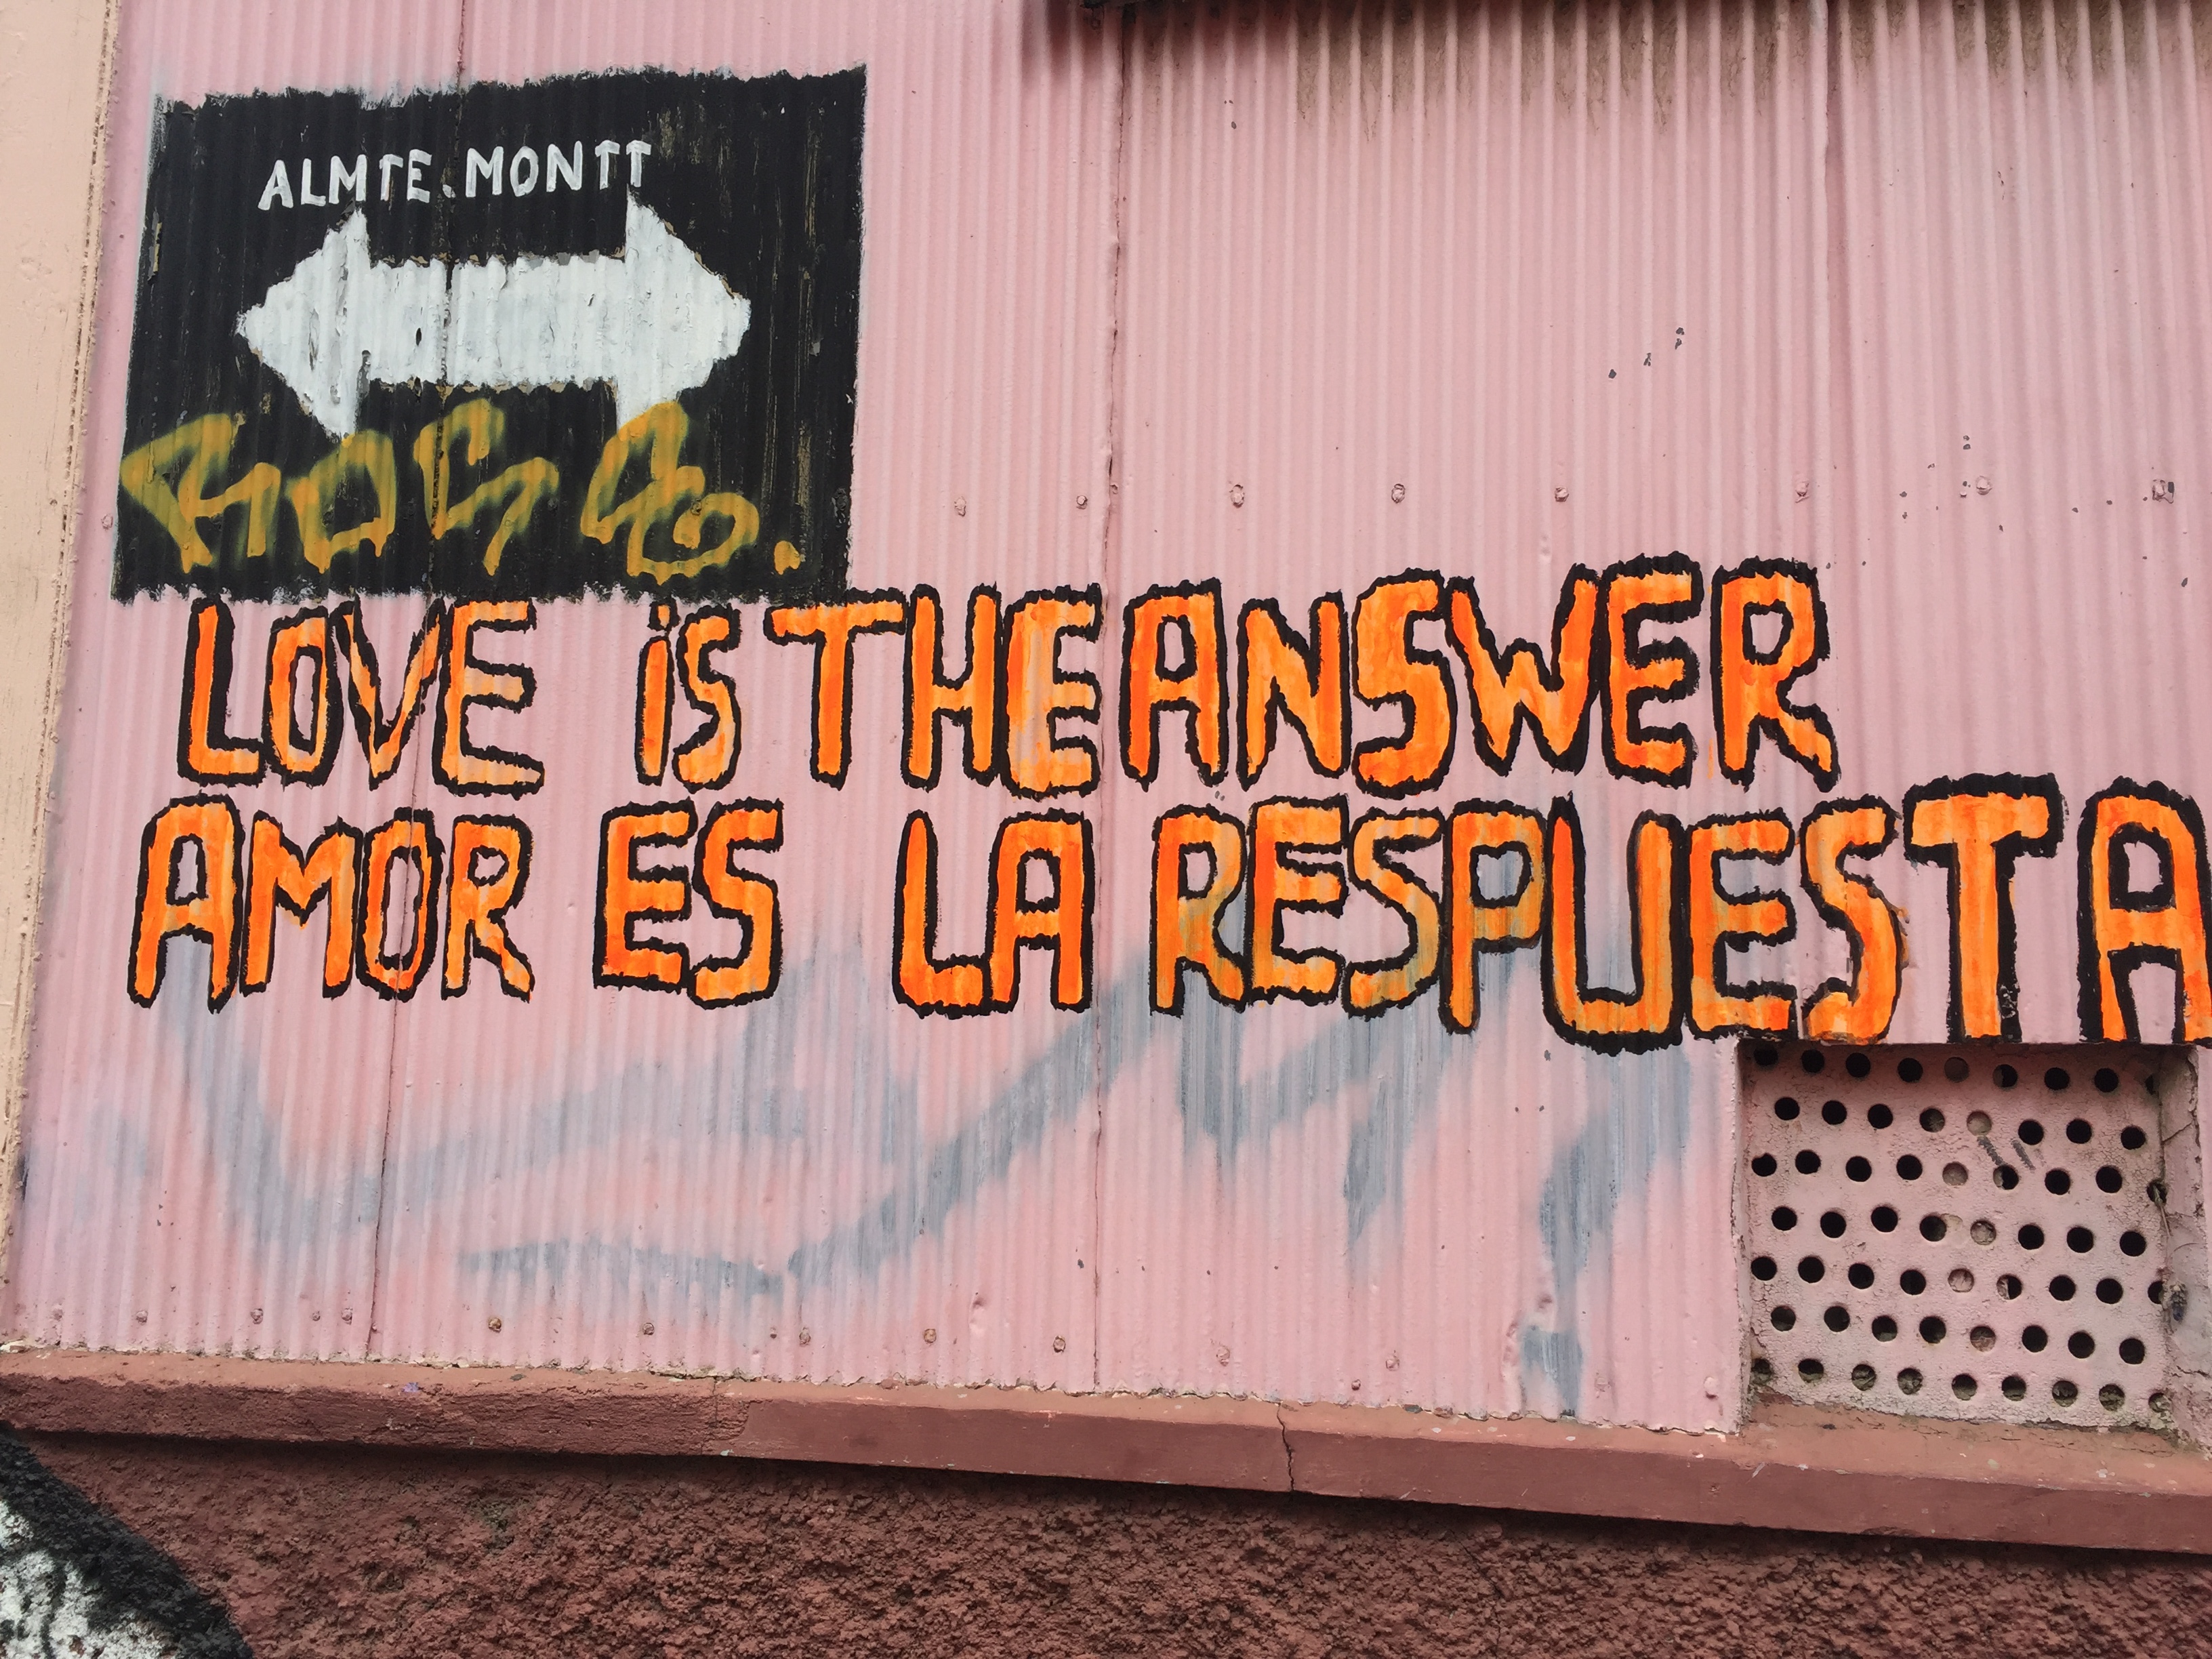 ALMTE. MONTT
LOVE iS THE ANSWER
AMOR ES LA RESPUESTA